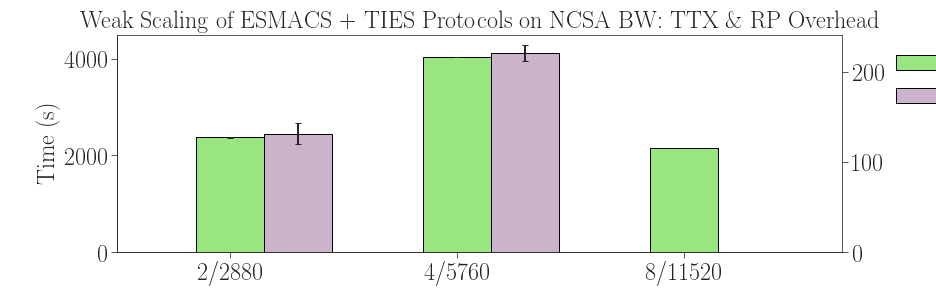 Weak Scaling of ESMACS + TIES Protocols on NCSA BW: TTX & RP Overhead
Time (s)
4000
2000
0
200
100
0
2/2880 4/5760 8/11520